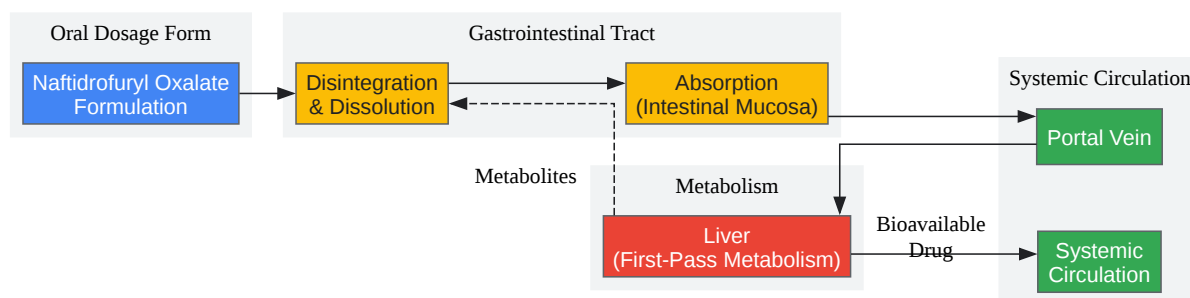 Oral Dosage Form
Naftidrofuryl Oxalate
Formulation
Gastrointestinal Tract
Disintegration
& Dissolution
Absorption
(Intestinal Mucosa)
Systemic Circulation
Portal Vein
Metabolites
Metabolism
Liver
(First-Pass Metabolism)
Bioavailable
Drug
Systemic
Circulation